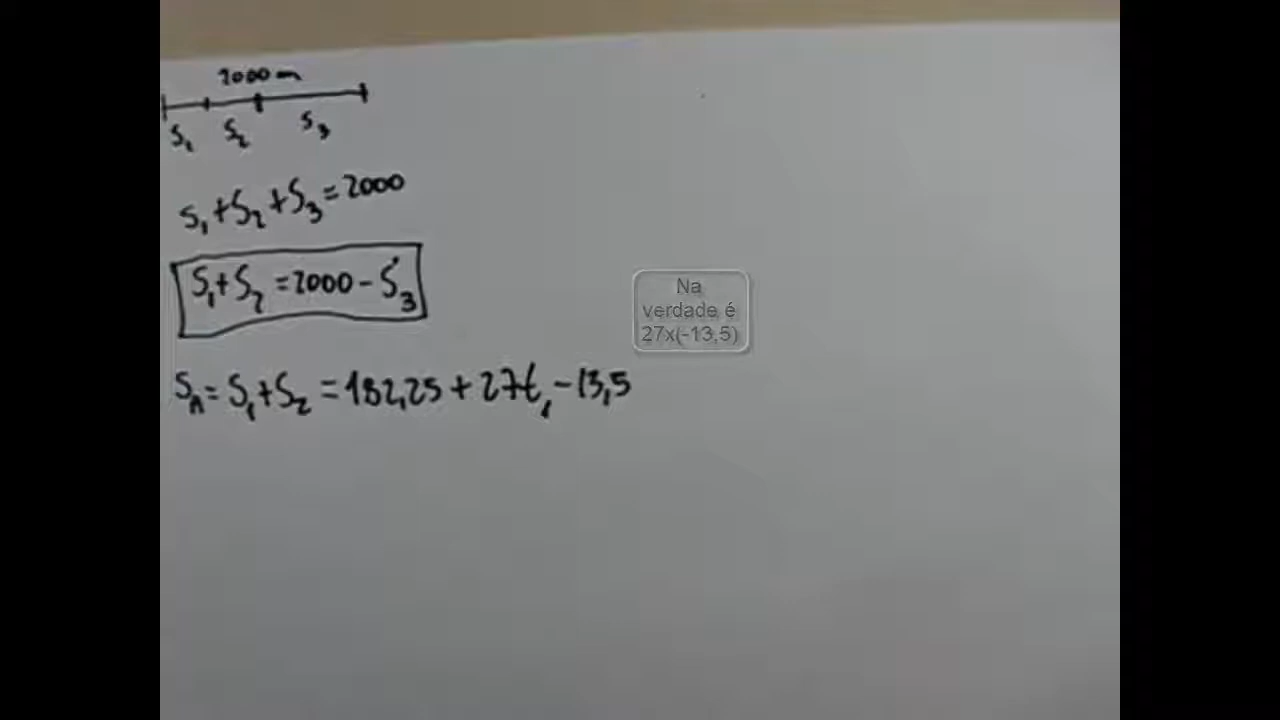 2000 m
S₁ S₂ S₃
S₁+S₂+S₃=2000
S₁+S₂=2000-S₃
Na
verdade é
27x(-13,5)
Sₙ=S₁+S₂=182,25+27t₁-13,5